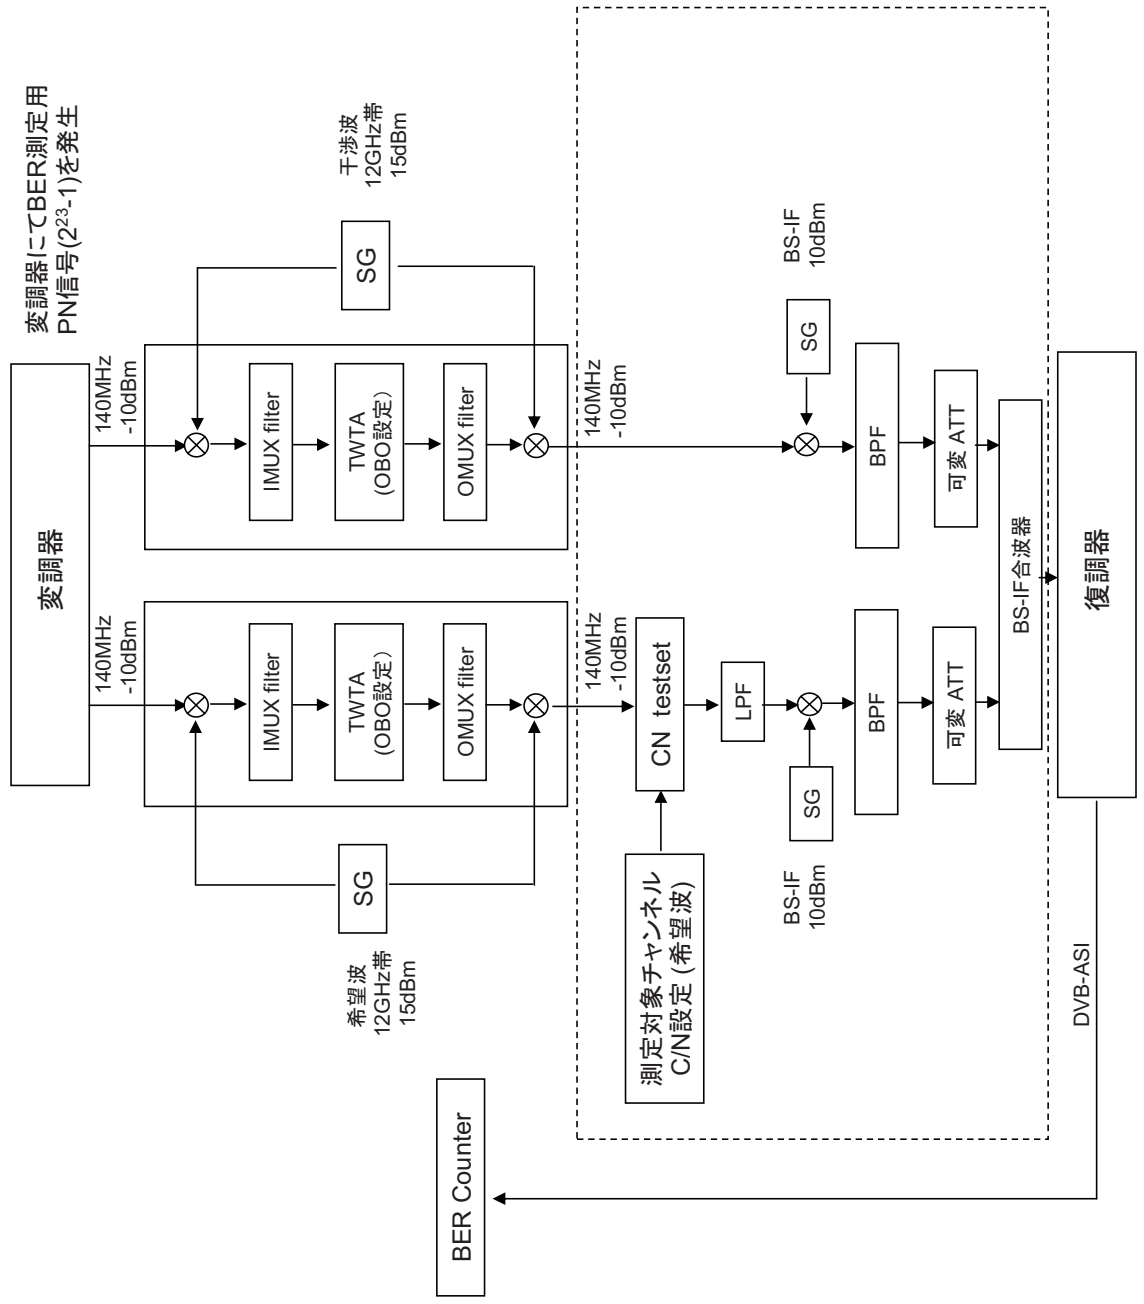 変調器にてBER測定用
PN信号(2²³-1)を発生
変調器
140MHz
-10dBm
140MHz
-10dBm
干渉波
12GHz帯
15dBm
SG
IMUX filter
TWTA
(OBO設定)
OMUX filter
140MHz
-10dBm
BS-IF
10dBm
SG
BPF
可変 ATT
希望波
12GHz帯
15dBm
SG
IMUX filter
TWTA
(OBO設定)
OMUX filter
140MHz
-10dBm
CN testset
測定対象チャンネル
C/N設定 (希望波)
LPF
BS-IF
10dBm
SG
BPF
可変 ATT
BS-IF合波器
復調器
DVB-ASI
BER Counter